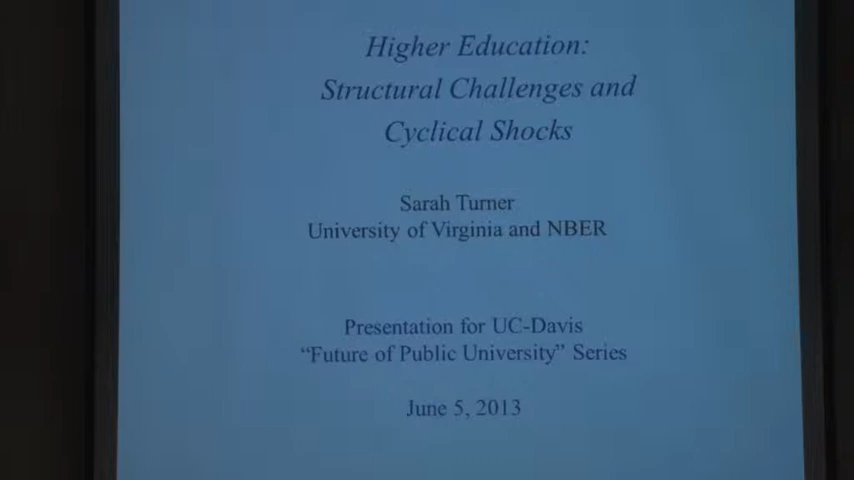 Higher Education:
Structural Challenges and
Cyclical Shocks
Sarah Turner
University of Virginia and NBER
Presentation for UC-Davis
“Future of Public University” Series
June 5, 2013